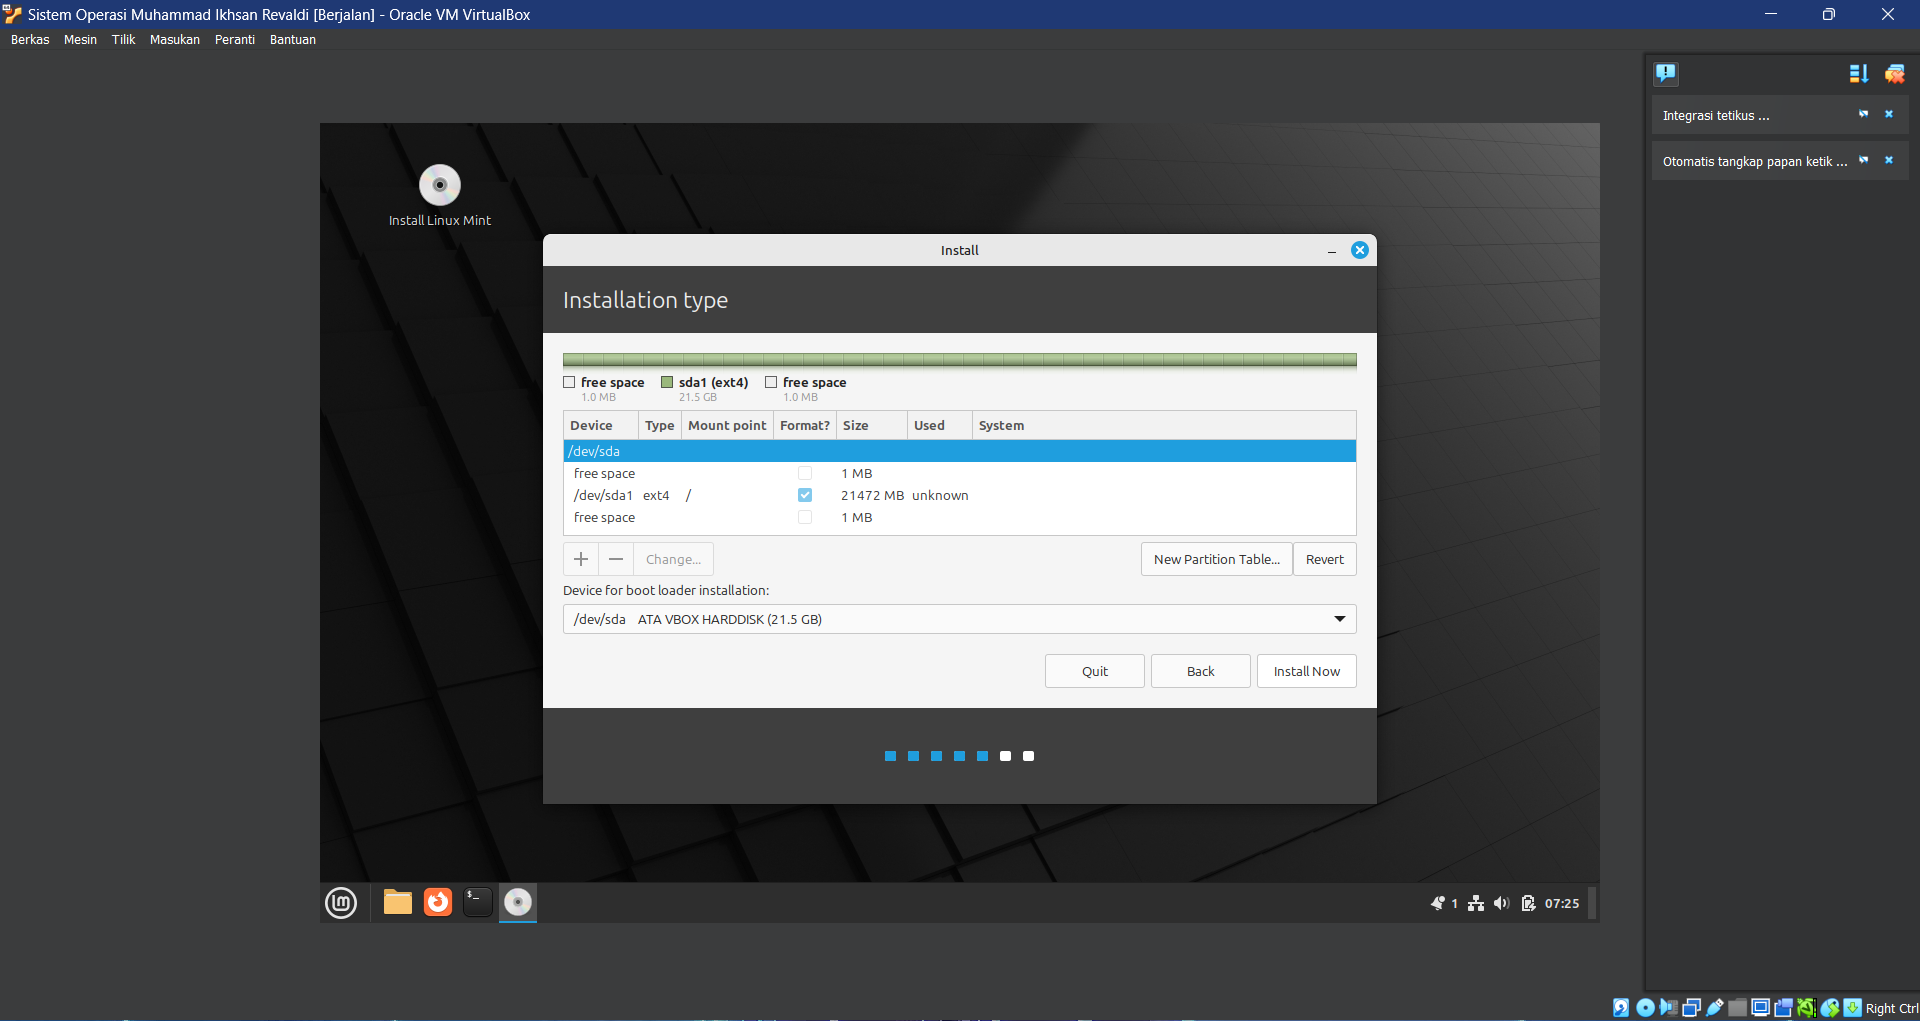 Sistem Operasi Muhammad Ikhsan Revaldi [Berjalan] - Oracle VM VirtualBox
Berkas Mesin Tilik Masukan Peranti Bantuan
Integrasi tetikus ...
Otomatis tangkap papan ketik ...
Install Linux Mint
Install
Installation type
free space sda1 (ext4) free space
1.0 MB 21.5 GB 1.0 MB
Device Type Mount point Format? Size Used System
/dev/sda
free space 1 MB
/dev/sda1 ext4 / 21472 MB unknown
free space 1 MB
+ − Change... New Partition Table... Revert
Device for boot loader installation:
/dev/sda ATA VBOX HARDDISK (21.5 GB)
Quit Back Install Now
$_
1 07:25
Right Ctrl